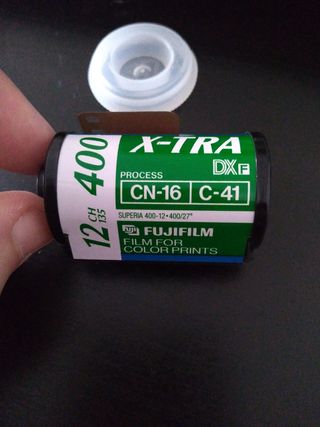 X-TRA
DX F
PROCESS
CN-16 C-41
SUPERIA 400-12 • 400/27°
FUJIFILM
FILM FOR
COLOR PRINTS
400
12 CH
135